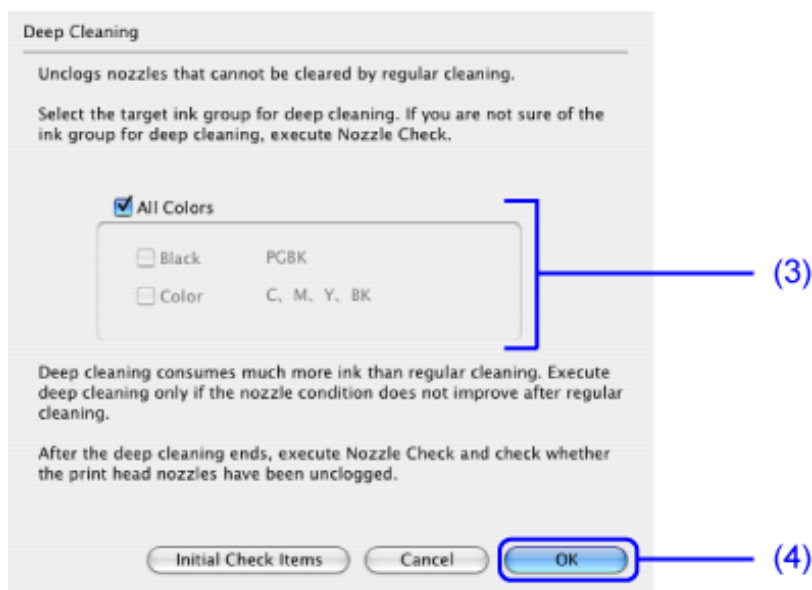 Deep Cleaning
Unclogs nozzles that cannot be cleared by regular cleaning.
Select the target ink group for deep cleaning. If you are not sure of the
ink group for deep cleaning, execute Nozzle Check.
All Colors
Black PGBK
(3)
Color C、M、Y、BK
Deep cleaning consumes much more ink than regular cleaning. Execute
deep cleaning only if the nozzle condition does not improve after regular
cleaning.
After the deep cleaning ends, execute Nozzle Check and check whether
the print head nozzles have been unclogged.
Initial Check Items Cancel OK (4)